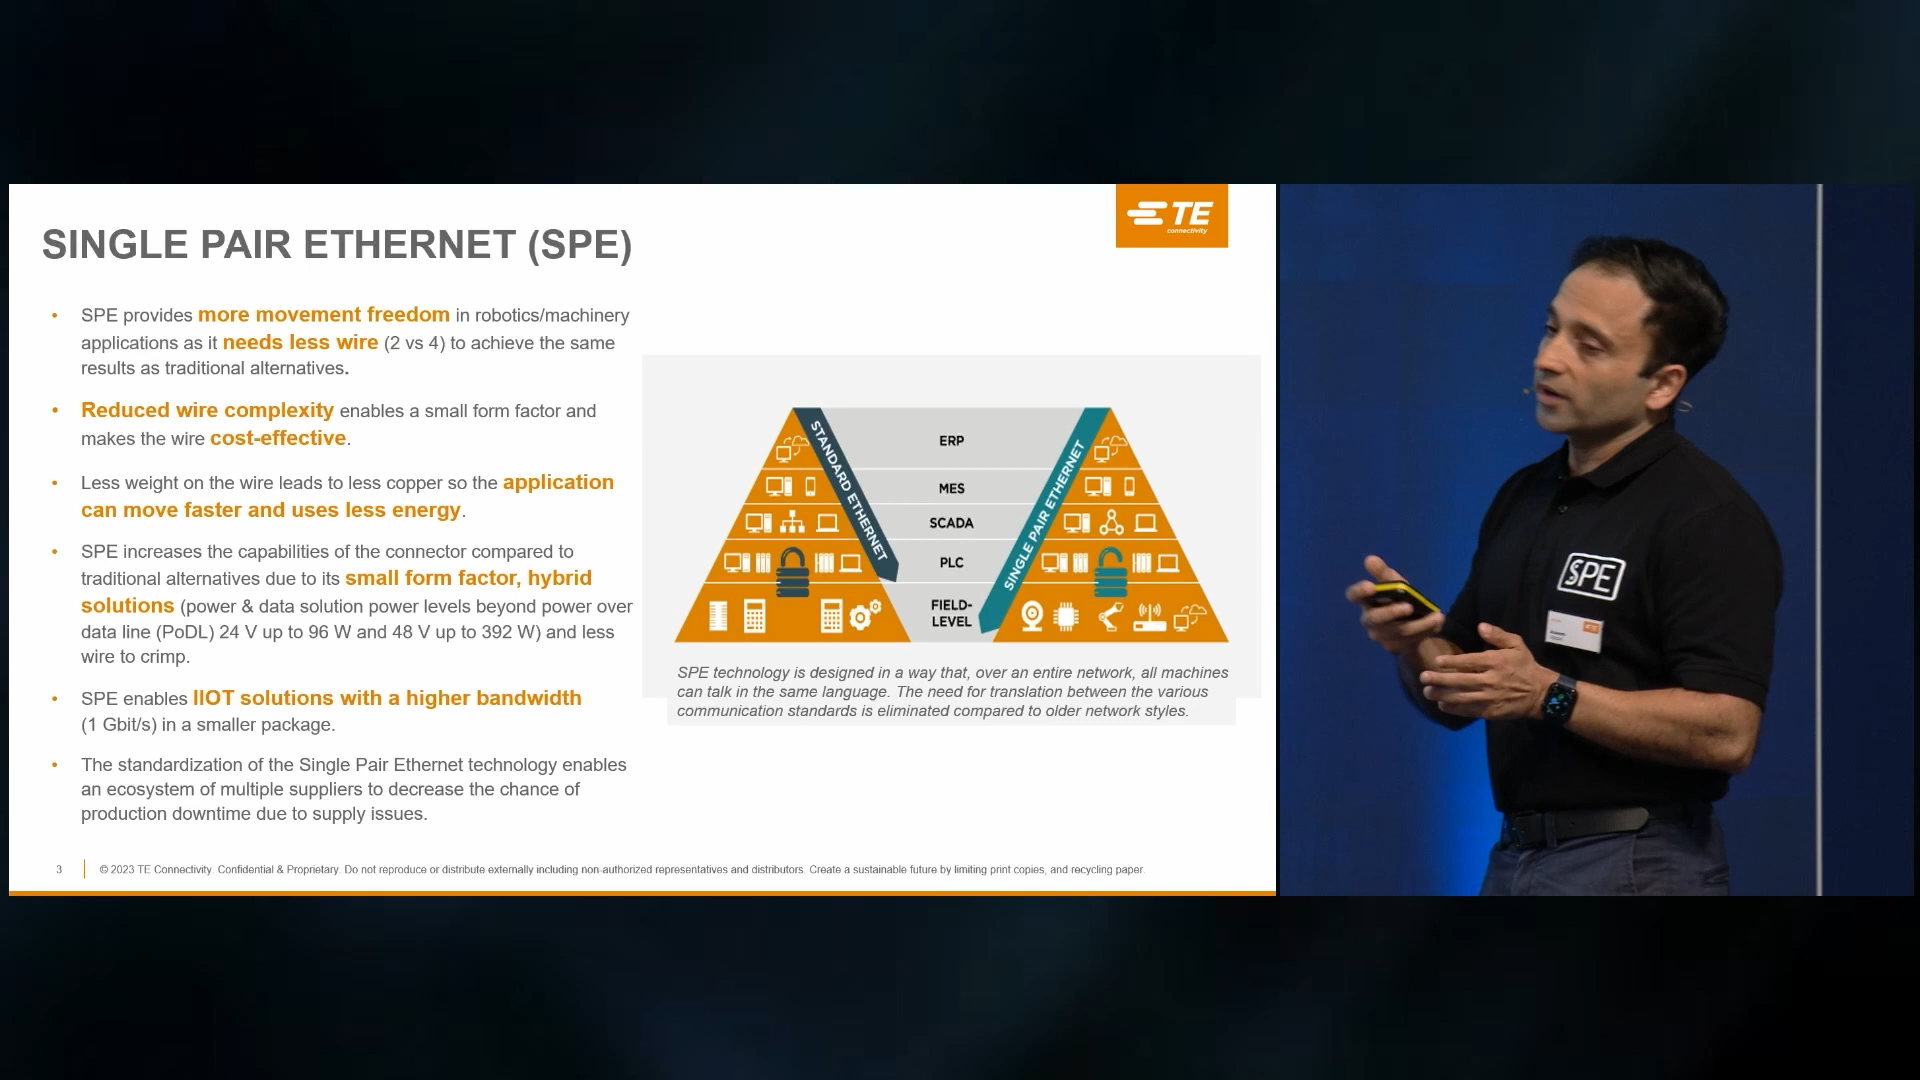 TE
connectivity
SINGLE PAIR ETHERNET (SPE)
• SPE provides more movement freedom in robotics/machinery
applications as it needs less wire (2 vs 4) to achieve the same
results as traditional alternatives.
• Reduced wire complexity enables a small form factor and
makes the wire cost-effective.
• Less weight on the wire leads to less copper so the application
can move faster and uses less energy.
• SPE increases the capabilities of the connector compared to
traditional alternatives due to its small form factor, hybrid
solutions (power & data solution power levels beyond power over
data line (PoDL) 24 V up to 96 W and 48 V up to 392 W) and less
wire to crimp.
• SPE enables IIOT solutions with a higher bandwidth
(1 Gbit/s) in a smaller package.
• The standardization of the Single Pair Ethernet technology enables
an ecosystem of multiple suppliers to decrease the chance of
production downtime due to supply issues.
STANDARD ETHERNET
ERP
MES
SCADA
PLC
FIELD-
LEVEL
SINGLE PAIR ETHERNET
SPE technology is designed in a way that, over an entire network, all machines
can talk in the same language. The need for translation between the various
communication standards is eliminated compared to older network styles.
3
© 2023 TE Connectivity. Confidential & Proprietary. Do not reproduce or distribute externally including non-authorized representatives and distributors. Create a sustainable future by limiting print copies, and recycling paper.
SPE